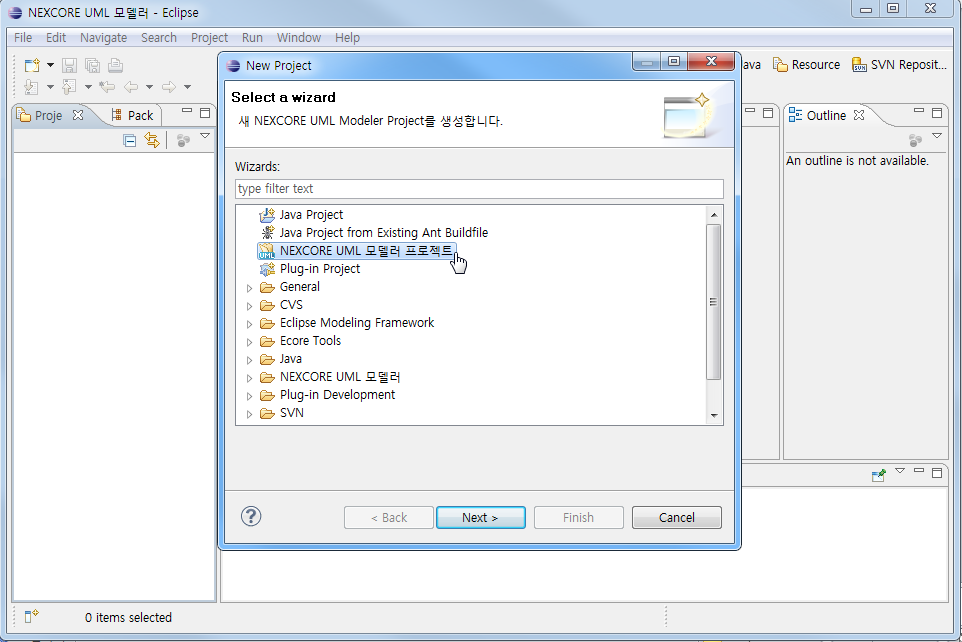 NEXCORE UML 모델러 - Eclipse
File Edit Navigate Search Project Run Window Help
New Project
Resource
SVN Reposit...
Proje
Pack
Outline
An outline is not available.
Select a wizard
새 NEXCORE UML Modeler Project를 생성합니다.
Wizards:
type filter text
Java Project
Java Project from Existing Ant Buildfile
NEXCORE UML 모델러 프로젝트
Plug-in Project
General
CVS
Eclipse Modeling Framework
Ecore Tools
Java
NEXCORE UML 모델러
Plug-in Development
SVN
< Back
Next >
Finish
Cancel
0 items selected